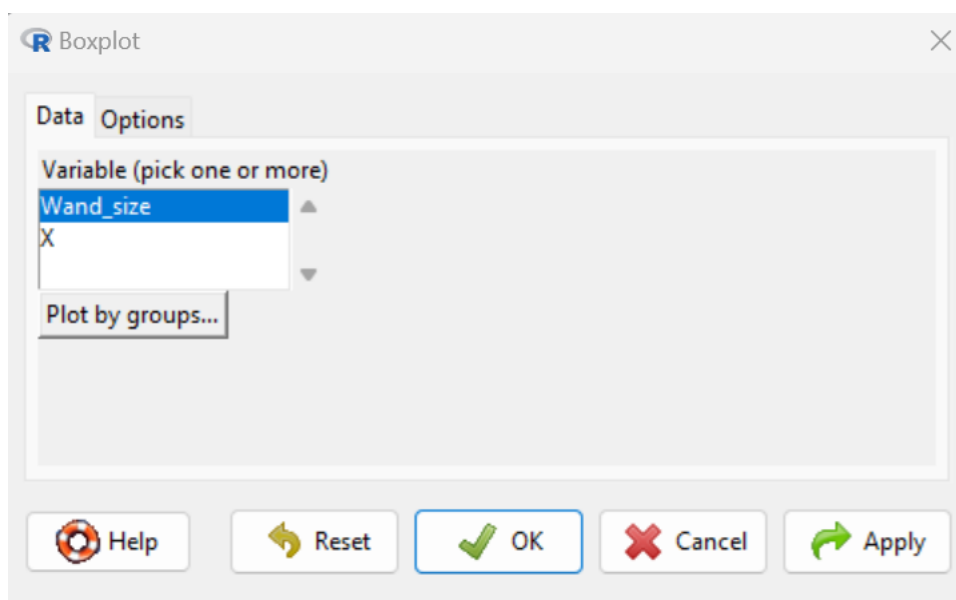 Boxplot
Data Options
Variable (pick one or more)
Wand_size
X
Plot by groups...
Help Reset OK Cancel Apply